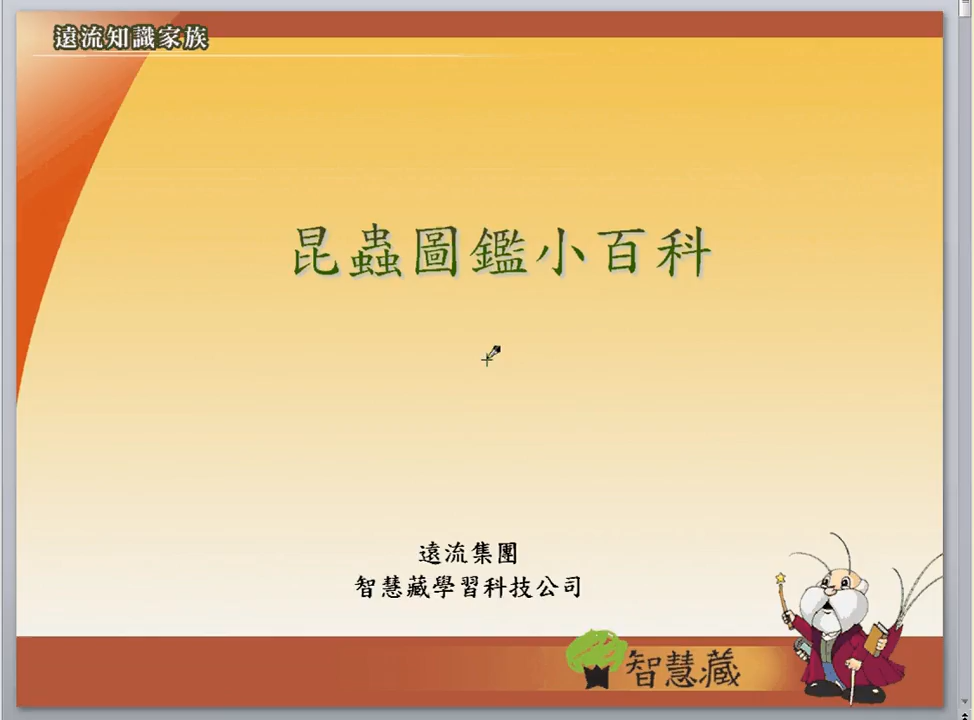 遠流知識家族
昆蟲圖鑑小百科
遠流集團
智慧藏學習科技公司
智慧藏